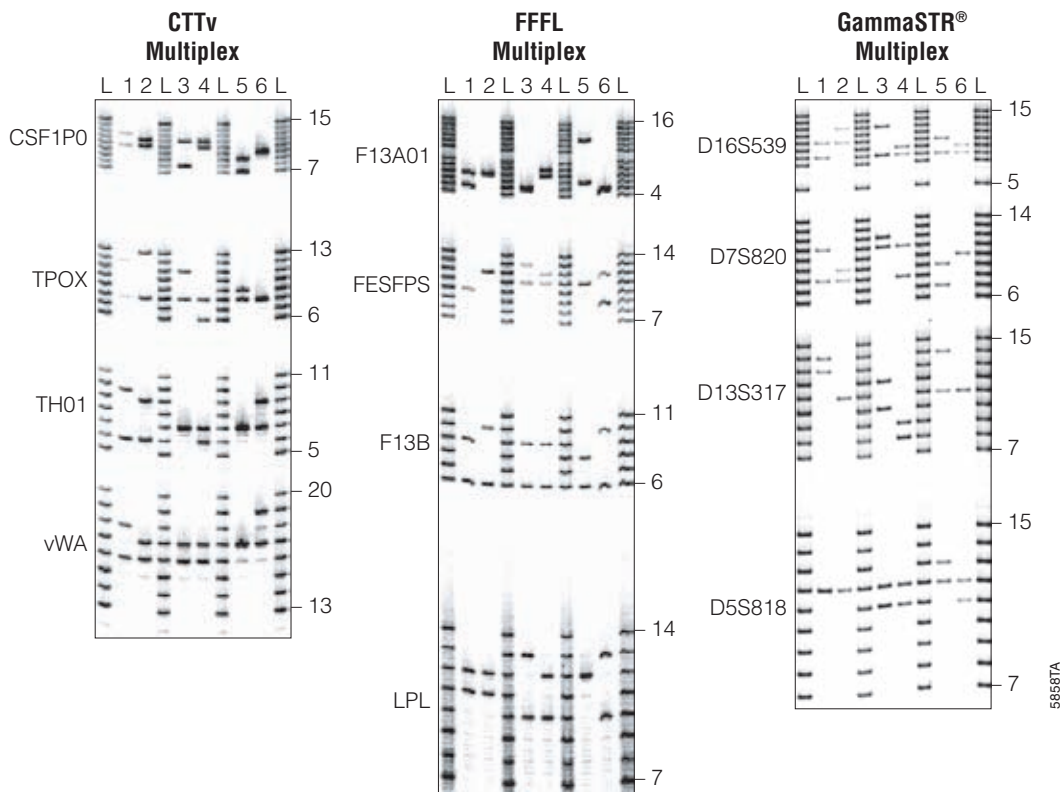 CTTv
Multiplex
L 1 2 L 3 4 L 5 6 L
CSF1P0
15
7
TPOX
13
6
TH01
11
5
vWA
20
13
FFFL
Multiplex
L 1 2 L 3 4 L 5 6 L
F13A01
16
4
FESFPS
14
7
F13B
11
6
LPL
14
7
GammaSTR®
Multiplex
L 1 2 L 3 4 L 5 6 L
D16S539
15
5
D7S820
14
6
D13S317
15
7
D5S818
15
7
5858TA